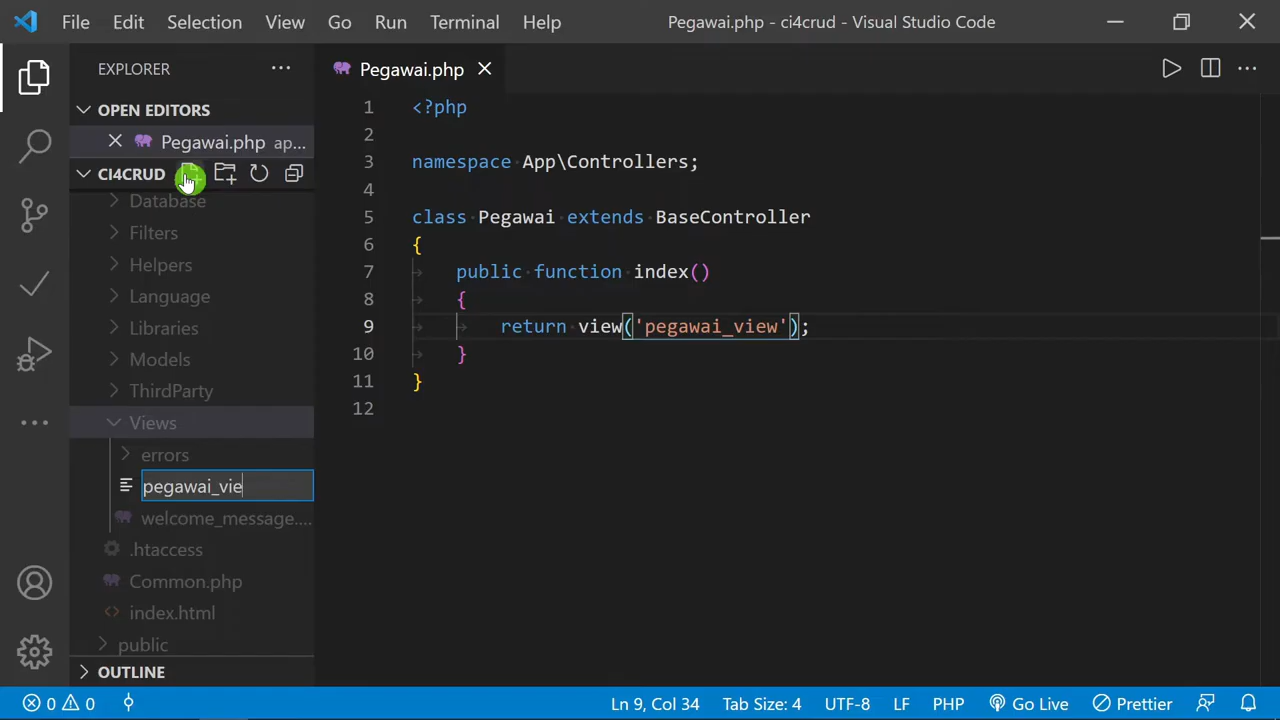 File Edit Selection View Go Run Terminal Help Pegawai.php - ci4crud - Visual Studio Code
EXPLORER
Pegawai.php
OPEN EDITORS
Pegawai.php ap...
CI4CRUD
Database
Filters
Helpers
Language
Libraries
Models
ThirdParty
Views
errors
pegawai_vie
welcome_message....
.htaccess
Common.php
index.html
public
OUTLINE
1 <?php
2
3 namespace App\Controllers;
4
5 class Pegawai extends BaseController
6 {
7 public function index()
8 {
9 return view('pegawai_view');
10 }
11 }
12
0 0 Ln 9, Col 34 Tab Size: 4 UTF-8 LF PHP Go Live Prettier